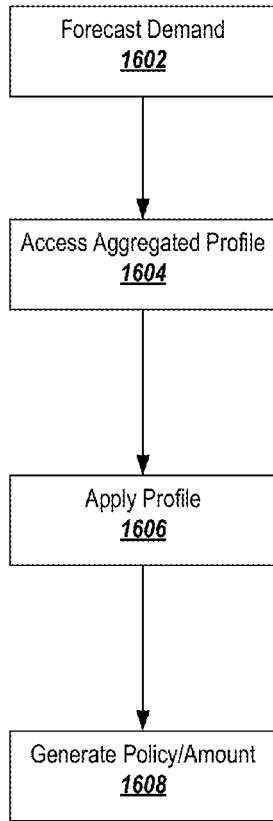 Forecast Demand
1602
Access Aggregated Profile
1604
Apply Profile
1606
Generate Policy/Amount
1608